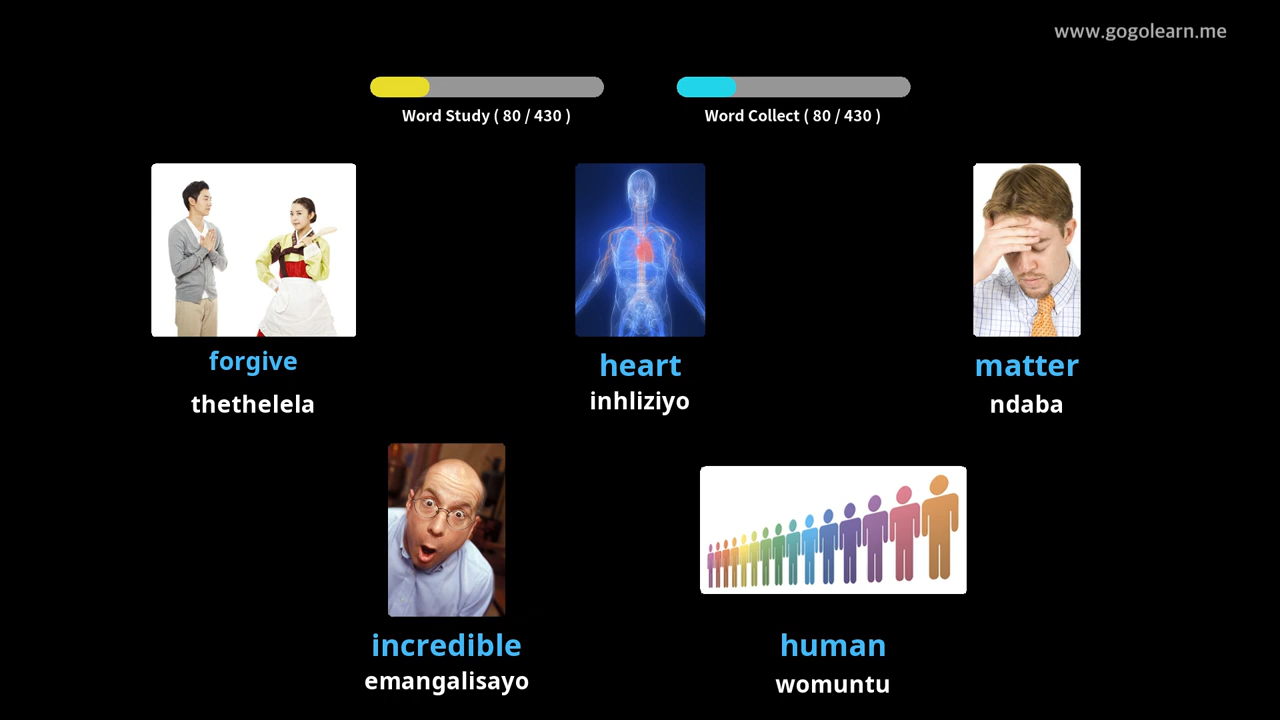 www.gogolearn.me
Word Study ( 80 / 430 )
Word Collect ( 80 / 430 )
forgive
thethelela
heart
inhliziyo
matter
ndaba
incredible
emangalisayo
human
womuntu